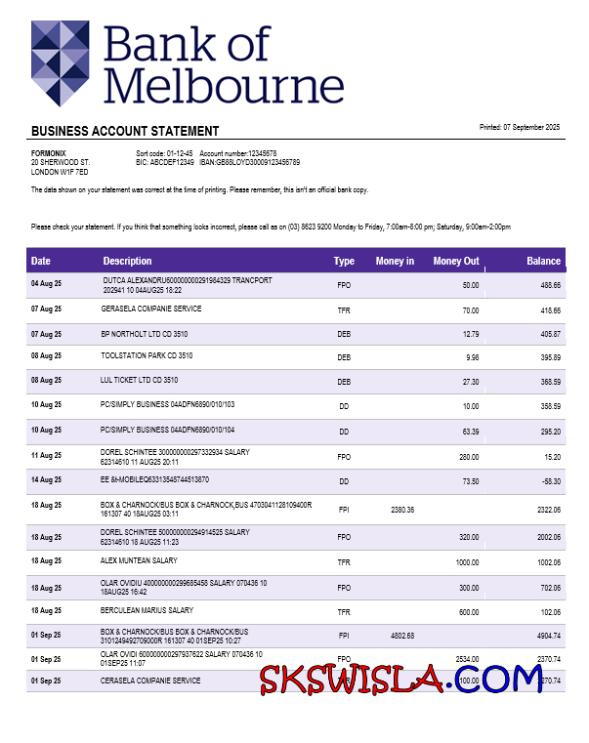 Bank of
Melbourne
BUSINESS ACCOUNT STATEMENT
Printed: 07 September 2025
FORMONIX Sort code: 01-12-45 Account number:12345678
20 SHERWOOD ST. BIC: ABCDEF12349 IBAN:GB88LOYD30009123456789
LONDON W1F 7ED
The data shown on your statement was correct at the time of printing. Please remember, this isn't an official bank copy.
Please check your statement. If you think that something looks incorrect, please call as on (03) 8623 9200 Monday to Friday, 7:00am-8:00 pm; Saturday, 9:00am-2:00pm
Date Description Type Money in Money Out Balance
04 Aug 25 DUTCA ALEXANDRU600000000291984329 TRANCPORT FPO 50.00 488.66
202941 10 04AUG25 18:22
07 Aug 25 GERASELA COMPANIE SERVICE TFR 70.00 418.66
07 Aug 25 BP NORTHOLT LTD CD 3510 DEB 12.79 405.87
08 Aug 25 TOOLSTATION PARK CD 3510 DEB 9.98 395.89
08 Aug 25 LUL TICKET LTD CD 3510 DEB 27.30 368.59
10 Aug 25 PC/SIMPLY BUSINESS 04ADFN6890/010/103 DD 10.00 358.59
10 Aug 25 PC/SIMPLY BUSINESS 04ADFN6890/010/104 DD 63.39 295.20
11 Aug 25 DOREL SCHINTEE 300000000297332934 SALARY FPO 280.00 15.20
62314610 11 AUG25 20:11
14 Aug 25 EE &t-MOBILEQ63313545744513870 DD 73.50 -58.30
18 Aug 25 BOX & CHARNOCK/BUS BOX & CHARNOCK,BUS 4703041128109400R FPI 2380.36 2322.06
161307 40 18AUG25 03:11
18 Aug 25 DOREL SCHINTEE 500000000294914525 SALARY FPO 320.00 2002.06
62314610 18 AUG25 11:23
18 Aug 25 ALEX MUNTEAN SALARY TFR 1000.00 1002.06
18 Aug 25 OLAR OVIDIU 400000000299685458 SALARY 070436 10 FPO 300.00 702.06
18AUG25 16:42
18 Aug 25 BERCULEAN MARIUS SALARY TFR 600.00 102.06
01 Sep 25 BOX & CHARNOCK/BUS BOX & CHARNOCK/BUS FPI 4802.68 4904.74
310124949270900​0R 161307 40 01SEP25 10:27
01 Sep 25 OLAR OVIDI 600000000297937622 SALARY 070436 10 FPO 2534.00 2370.74
01SEP25 11:07
01 Sep 25 CERASELA COMPANIE SERVICE
SKSWISLA.COM